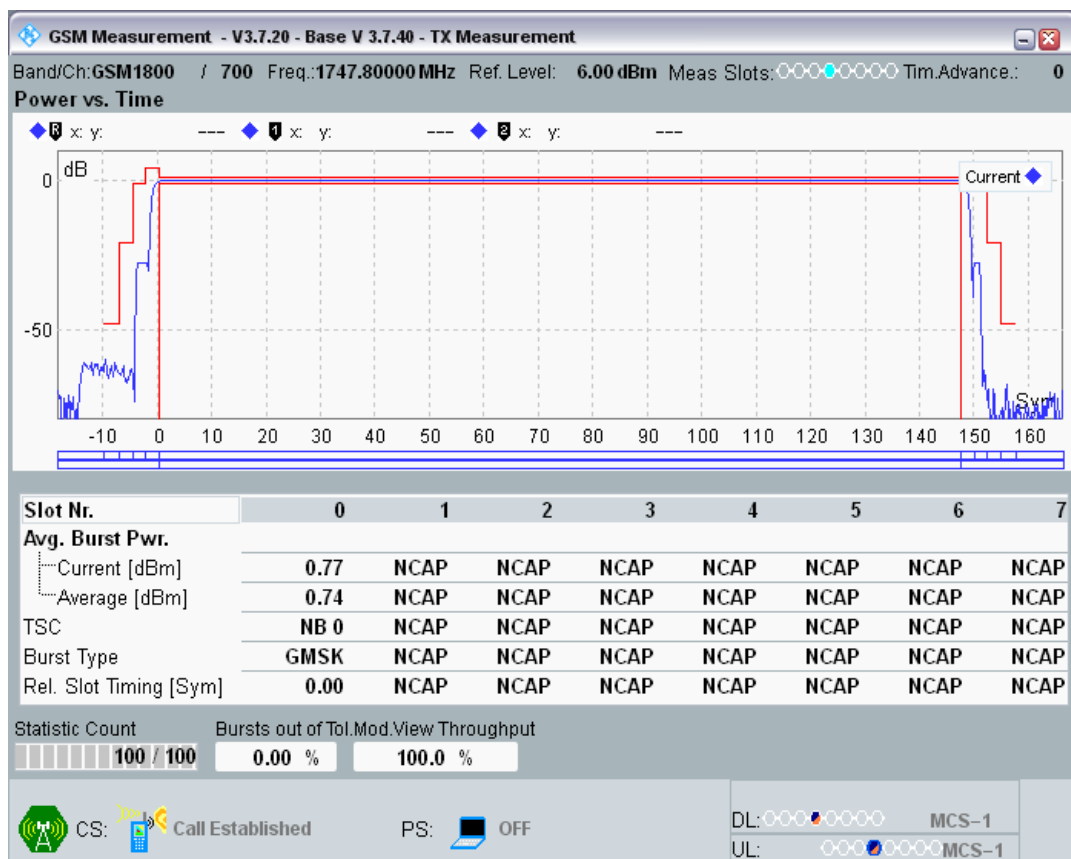 GSM Measurement - V3.7.20 - Base V 3.7.40 - TX Measurement
Band/Ch:GSM1800 / 700 Freq.:1747.80000 MHz Ref. Level: 6.00 dBm Meas Slots: Tim.Advance.: 0
Power vs. Time
R x: y: --- 1 x: y: --- 2 x: y: ---
dB
Current
0
-50
Sym
-10 0 10 20 30 40 50 60 70 80 90 100 110 120 130 140 150 160
Slot Nr. 0 1 2 3 4 5 6 7
Avg. Burst Pwr.
Current [dBm] 0.77 NCAP NCAP NCAP NCAP NCAP NCAP NCAP
Average [dBm] 0.74 NCAP NCAP NCAP NCAP NCAP NCAP NCAP
TSC NB 0 NCAP NCAP NCAP NCAP NCAP NCAP NCAP
Burst Type GMSK NCAP NCAP NCAP NCAP NCAP NCAP NCAP
Rel. Slot Timing [Sym] 0.00 NCAP NCAP NCAP NCAP NCAP NCAP NCAP
Statistic Count Bursts out of Tol. Mod.View Throughput
100 / 100 0.00 % 100.0 %
CS: Call Established PS: OFF DL: MCS-1
UL: MCS-1